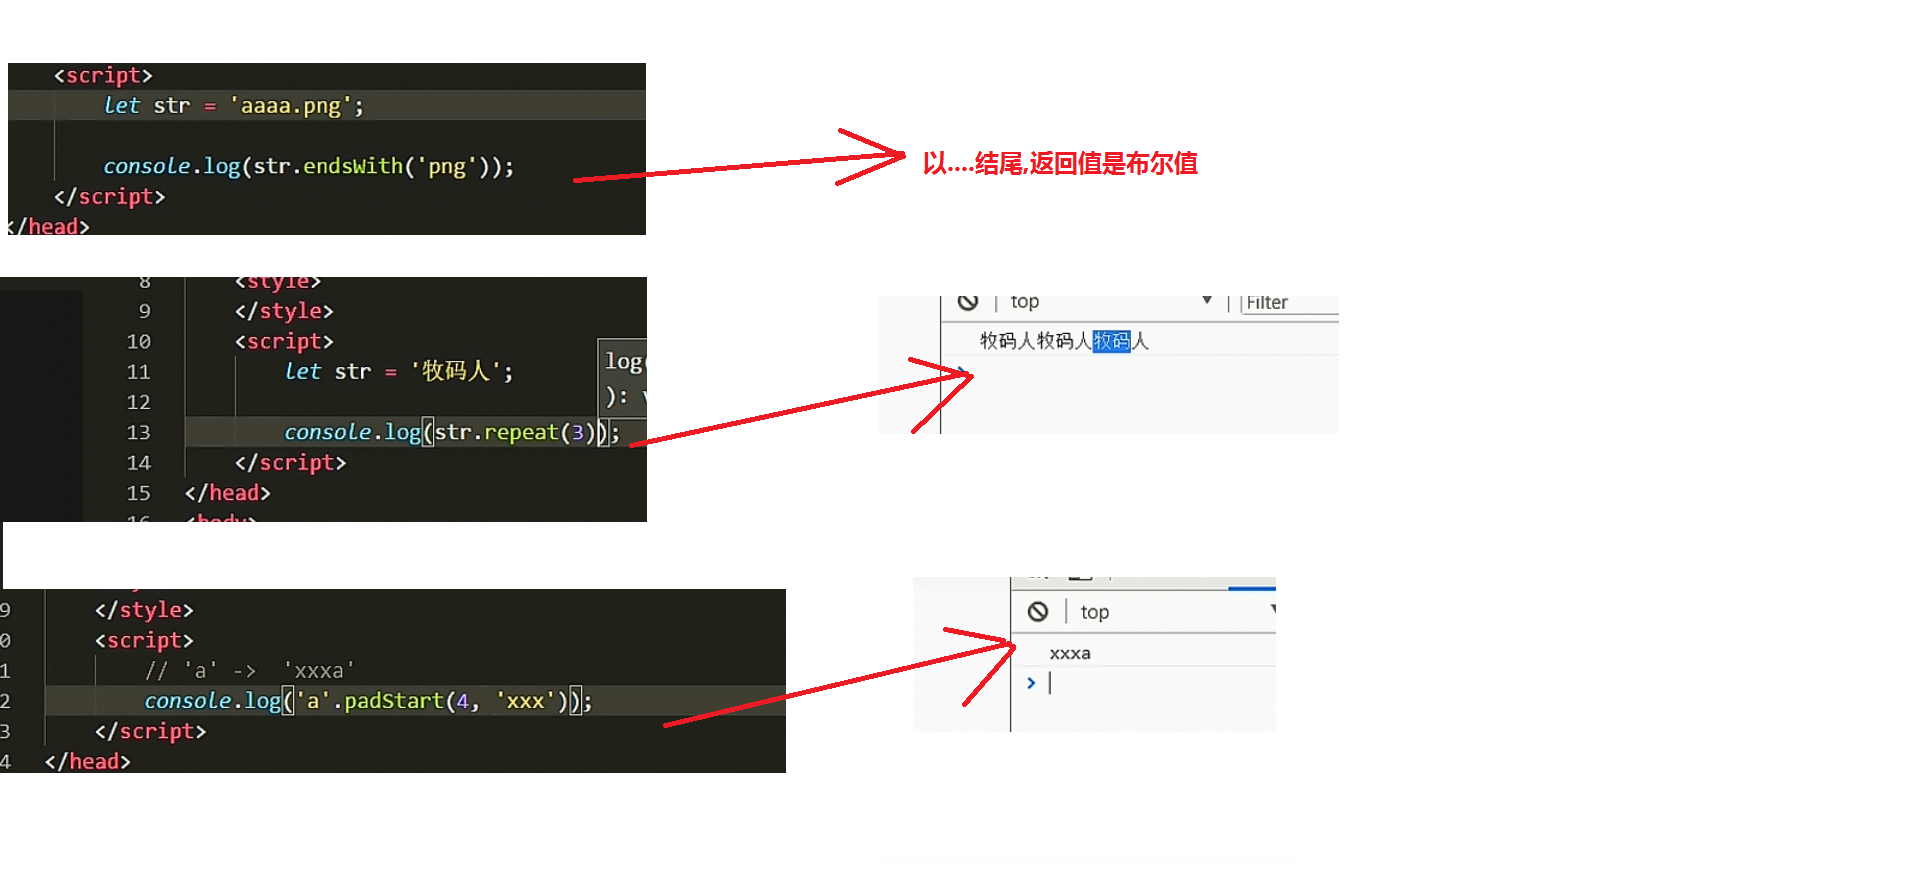 <script>
let str = 'aaaa.png';
console.log(str.endsWith('png'));
</script>
</head>
以....结尾,返回值是布尔值
8 <style>
9 </style>
10 <script>
11 let str = '牧码人';
12
13 console.log(str.repeat(3));
14 </script>
15 </head>
16 <body>
log(
):
top ▼ Filter
牧码人牧码人牧码人
>
9 </style>
0 <script>
1 // 'a' -> 'xxxa'
2 console.log('a'.padStart(4, 'xxx'));
3 </script>
4 </head>
top
xxxa
>